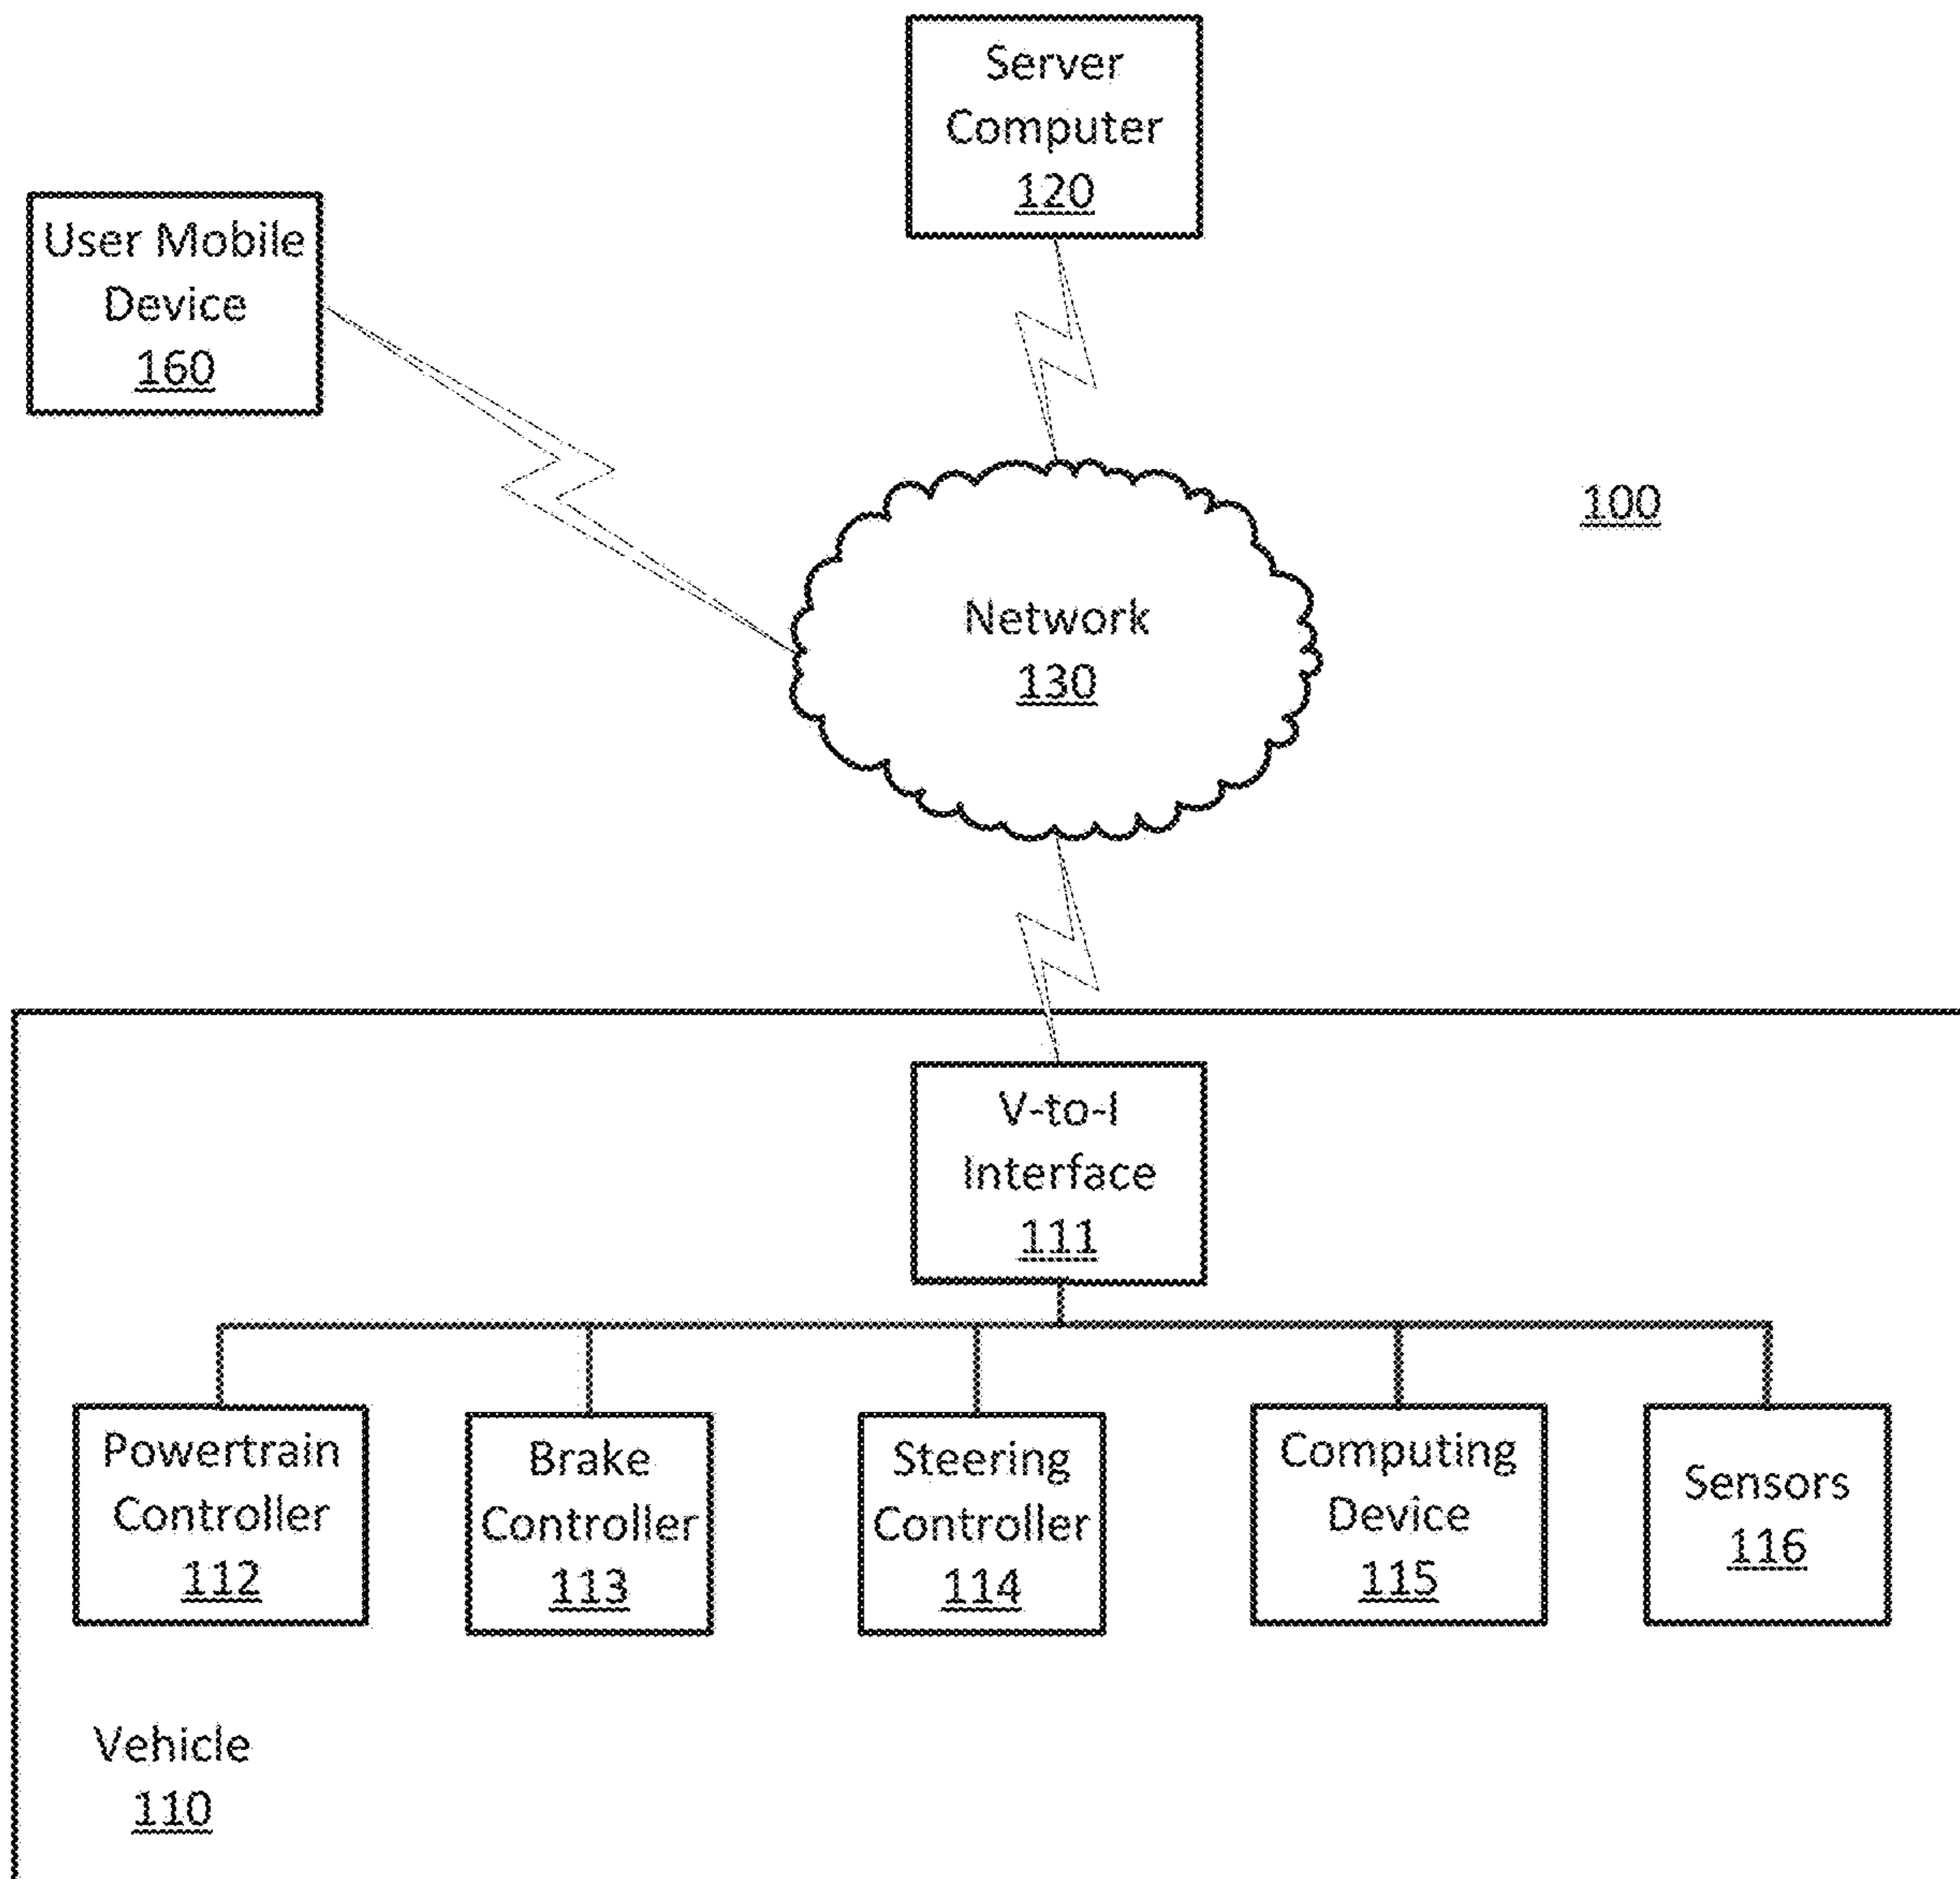 Server
Computer
120
User Mobile
Device
160
100
Network
130
V-to-I
Interface
111
Powertrain
Controller
112
Brake
Controller
113
Steering
Controller
114
Computing
Device
115
Sensors
116
Vehicle
110